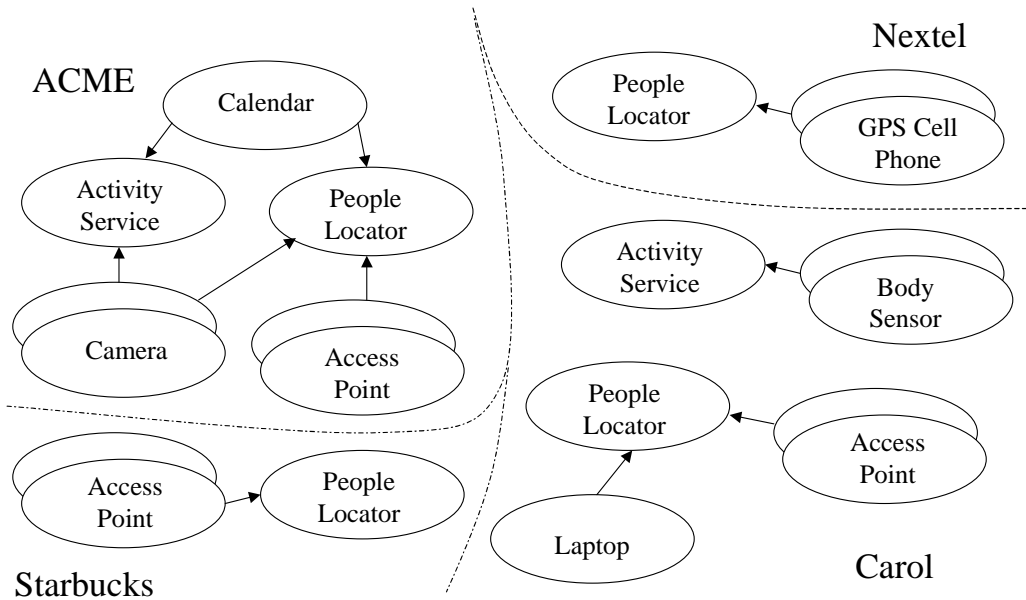 ACME
Calendar
Activity
Service
People
Locator
Camera
Access
Point
Nextel
People
Locator
GPS Cell
Phone
Activity
Service
Body
Sensor
People
Locator
Access
Point
Laptop
Carol
Access
Point
People
Locator
Starbucks